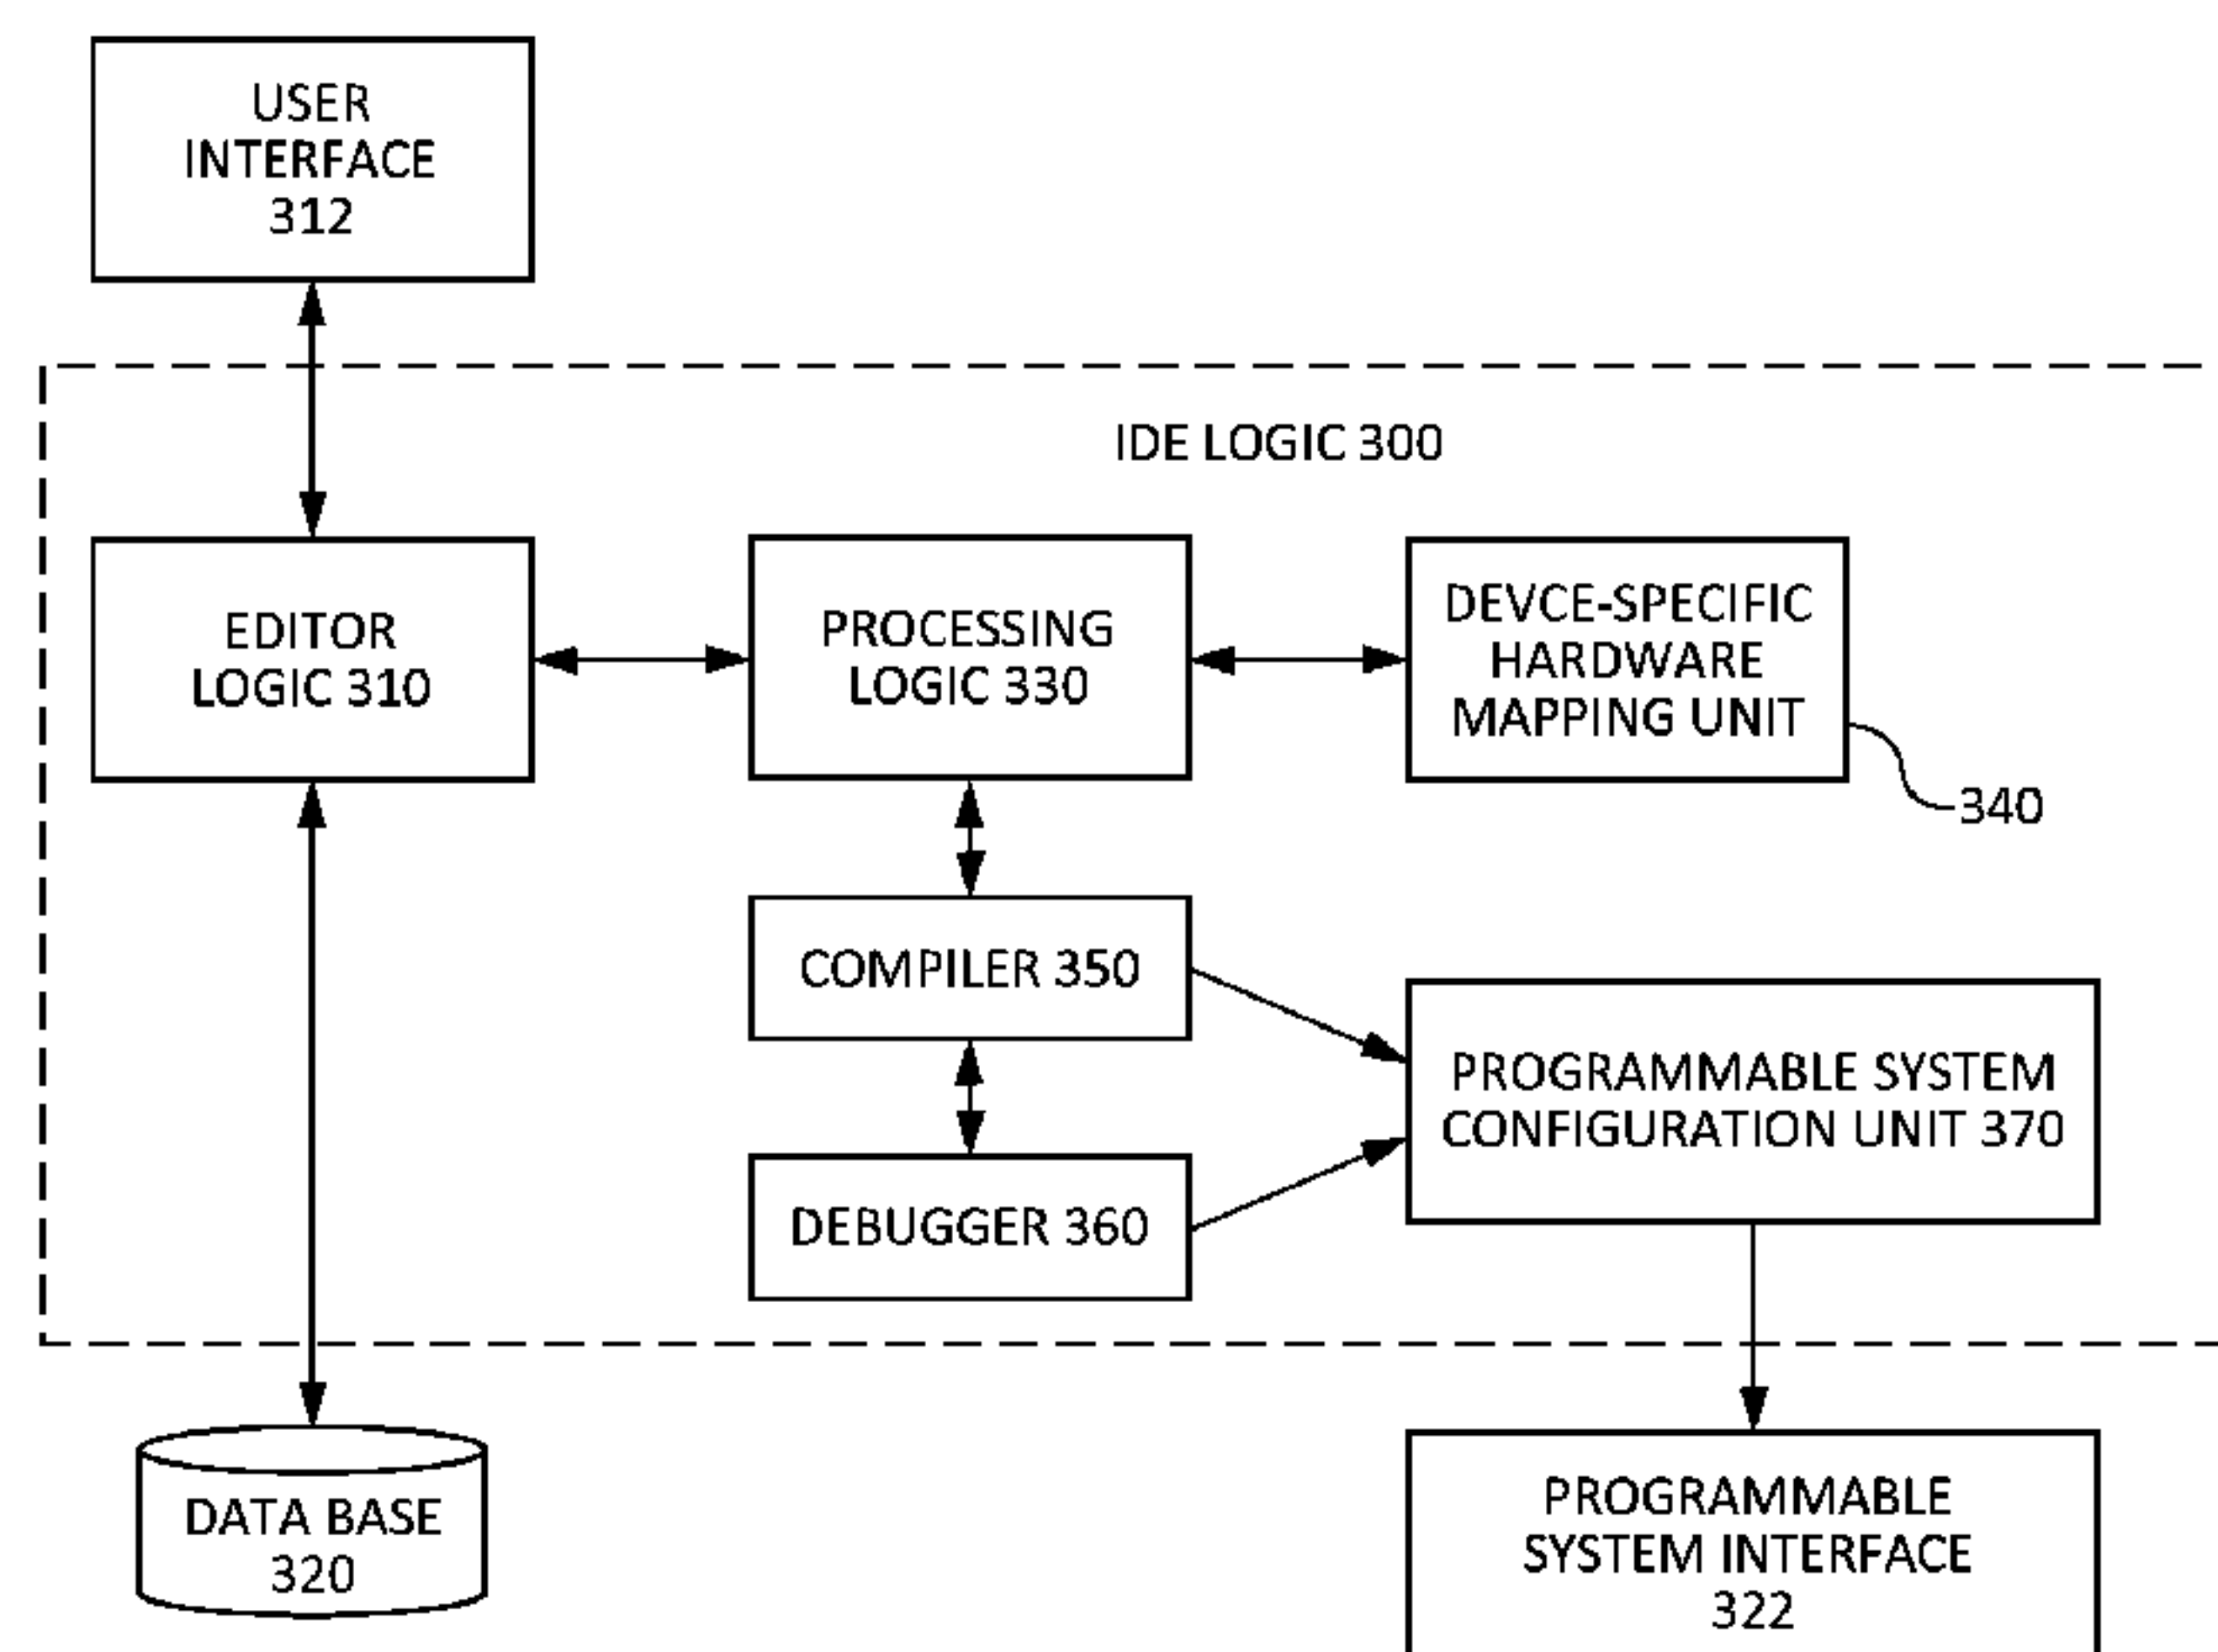 USER
INTERFACE
312
IDE LOGIC 300
EDITOR
LOGIC 310
PROCESSING
LOGIC 330
DEVCE-SPECIFIC
HARDWARE
MAPPING UNIT
340
COMPILER 350
PROGRAMMABLE SYSTEM
CONFIGURATION UNIT 370
DEBUGGER 360
DATA BASE
320
PROGRAMMABLE
SYSTEM INTERFACE
322